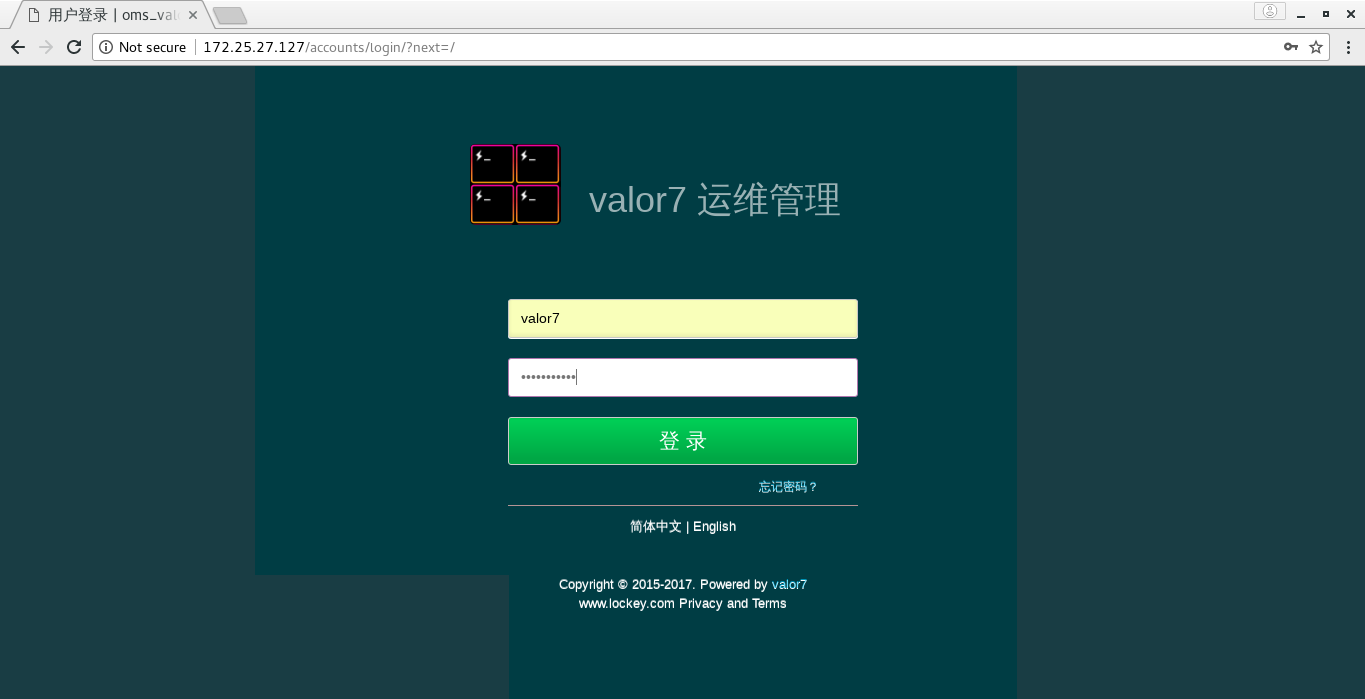 用户登录 | oms_valo
Not secure 172.25.27.127/accounts/login/?next=/
valor7 运维管理
valor7
•••••••••••
登 录
忘记密码？
简体中文 | English
Copyright © 2015-2017. Powered by valor7
www.lockey.com Privacy and Terms